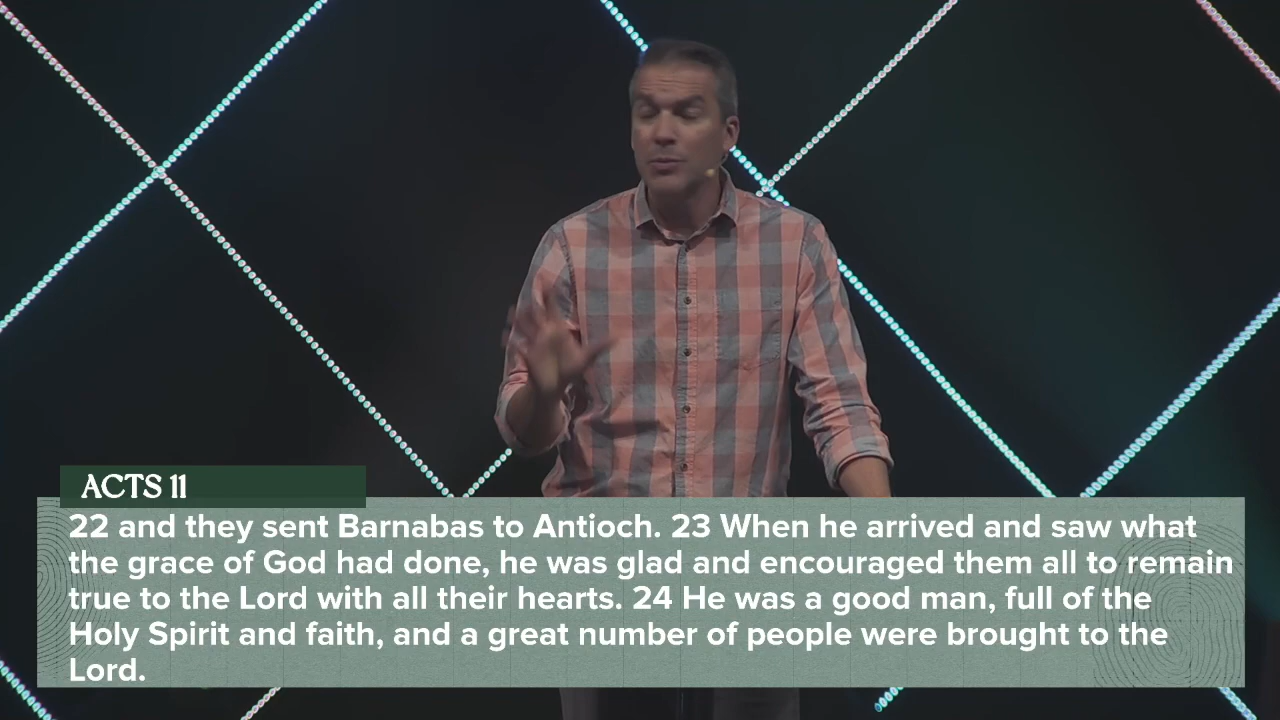 ACTS 11
22 and they sent Barnabas to Antioch. 23 When he arrived and saw what
the grace of God had done, he was glad and encouraged them all to remain
true to the Lord with all their hearts. 24 He was a good man, full of the
Holy Spirit and faith, and a great number of people were brought to the
Lord.